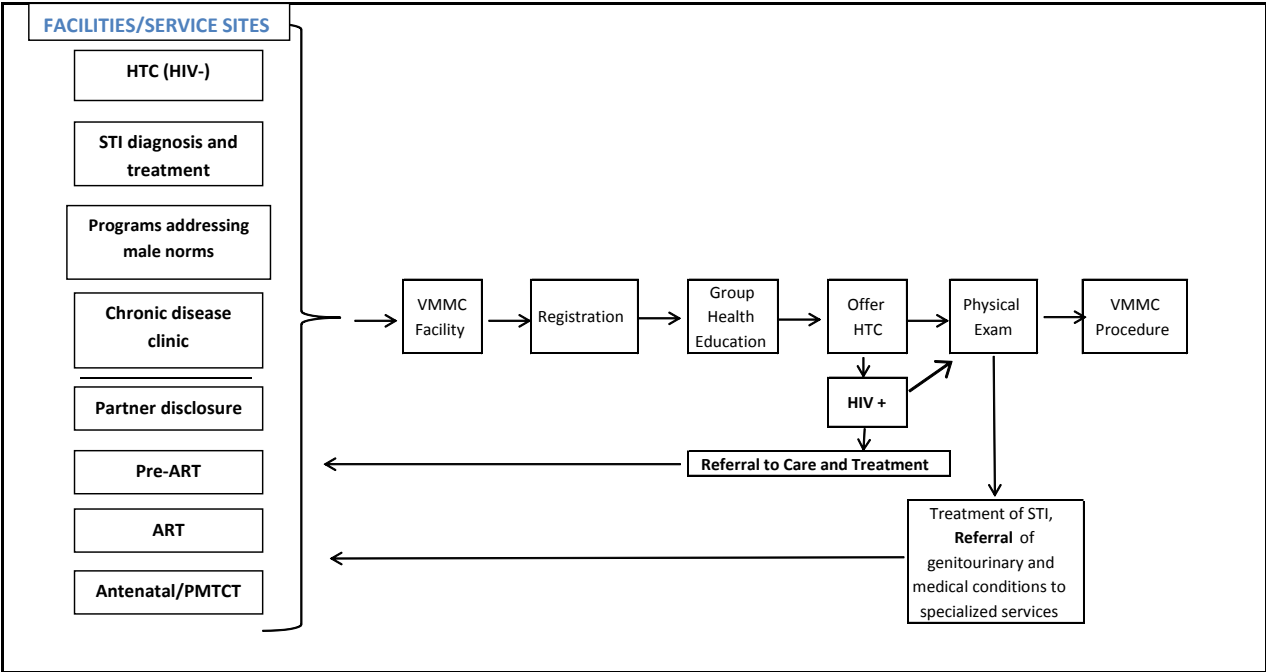 FACILITIES/SERVICE SITES
HTC (HIV-)
STI diagnosis and
treatment
Programs addressing
male norms
Chronic disease
clinic
Partner disclosure
Pre-ART
ART
Antenatal/PMTCT
VMMC
Facility
Registration
Group
Health
Education
Offer
HTC
Physical
Exam
VMMC
Procedure
HIV +
Referral to Care and Treatment
Treatment of STI,
Referral of
genitourinary and
medical conditions to
specialized services